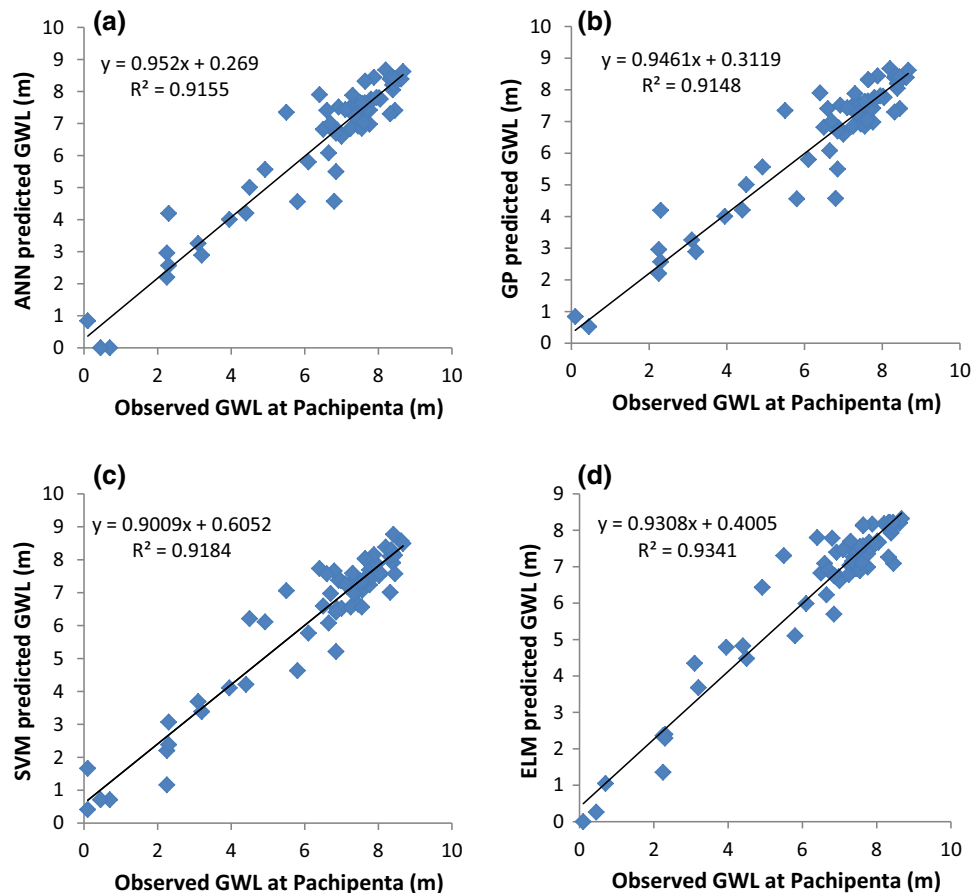 (a)
y = 0.952x + 0.269
R² = 0.9155
ANN predicted GWL (m)
10
9
8
7
6
5
4
3
2
1
0
0 2 4 6 8 10
Observed GWL at Pachipenta (m)
(b)
y = 0.9461x + 0.3119
R² = 0.9148
GP predicted GWL (m)
10
9
8
7
6
5
4
3
2
1
0
0 2 4 6 8 10
Observed GWL at Pachipenta (m)
(c)
y = 0.9009x + 0.6052
R² = 0.9184
SVM predicted GWL (m)
10
9
8
7
6
5
4
3
2
1
0
0 2 4 6 8 10
Observed GWL at Pachipenta (m)
(d)
y = 0.9308x + 0.4005
R² = 0.9341
ELM predicted GWL (m)
9
8
7
6
5
4
3
2
1
0
0 2 4 6 8 10
Observed GWL at Pachipenta (m)